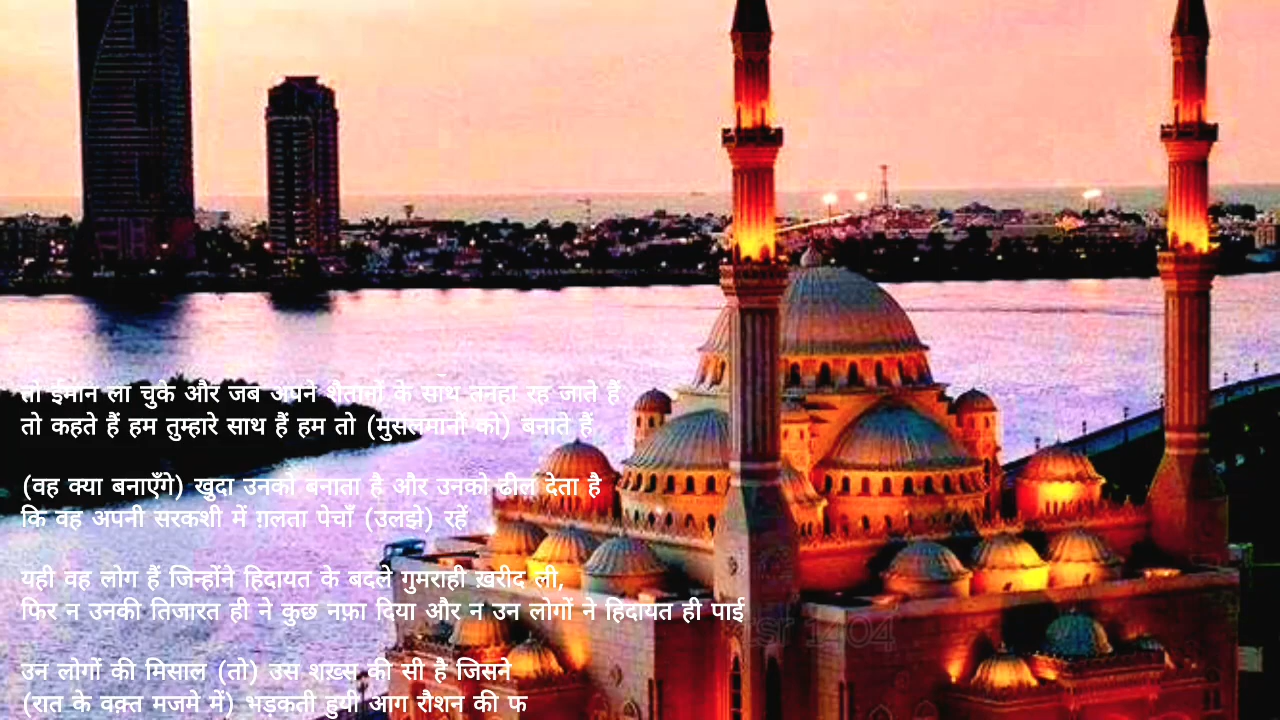 तो ईमान ला चुके और जब अपने शैतानों के साथ तनहा रह जाते हैं
तो कहते हैं हम तुम्हारे साथ हैं हम तो (मुसलमानों को) बनाते हैं
(वह क्या बनाएँगे) खुदा उनको बनाता है और उनको ढील देता है
कि वह अपनी सरकशी में ग़लता पेचाँ (उलझे) रहें
यही वह लोग हैं जिन्होंने हिदायत के बदले गुमराही ख़रीद ली,
फिर न उनकी तिजारत ही ने कुछ नफ़ा दिया और न उन लोगों ने हिदायत ही पाई
उन लोगों की मिसाल (तो) उस शख़्स की सी है जिसने
(रात के वक़्त मजमे में) भड़कती हुयी आग रौशन की फ